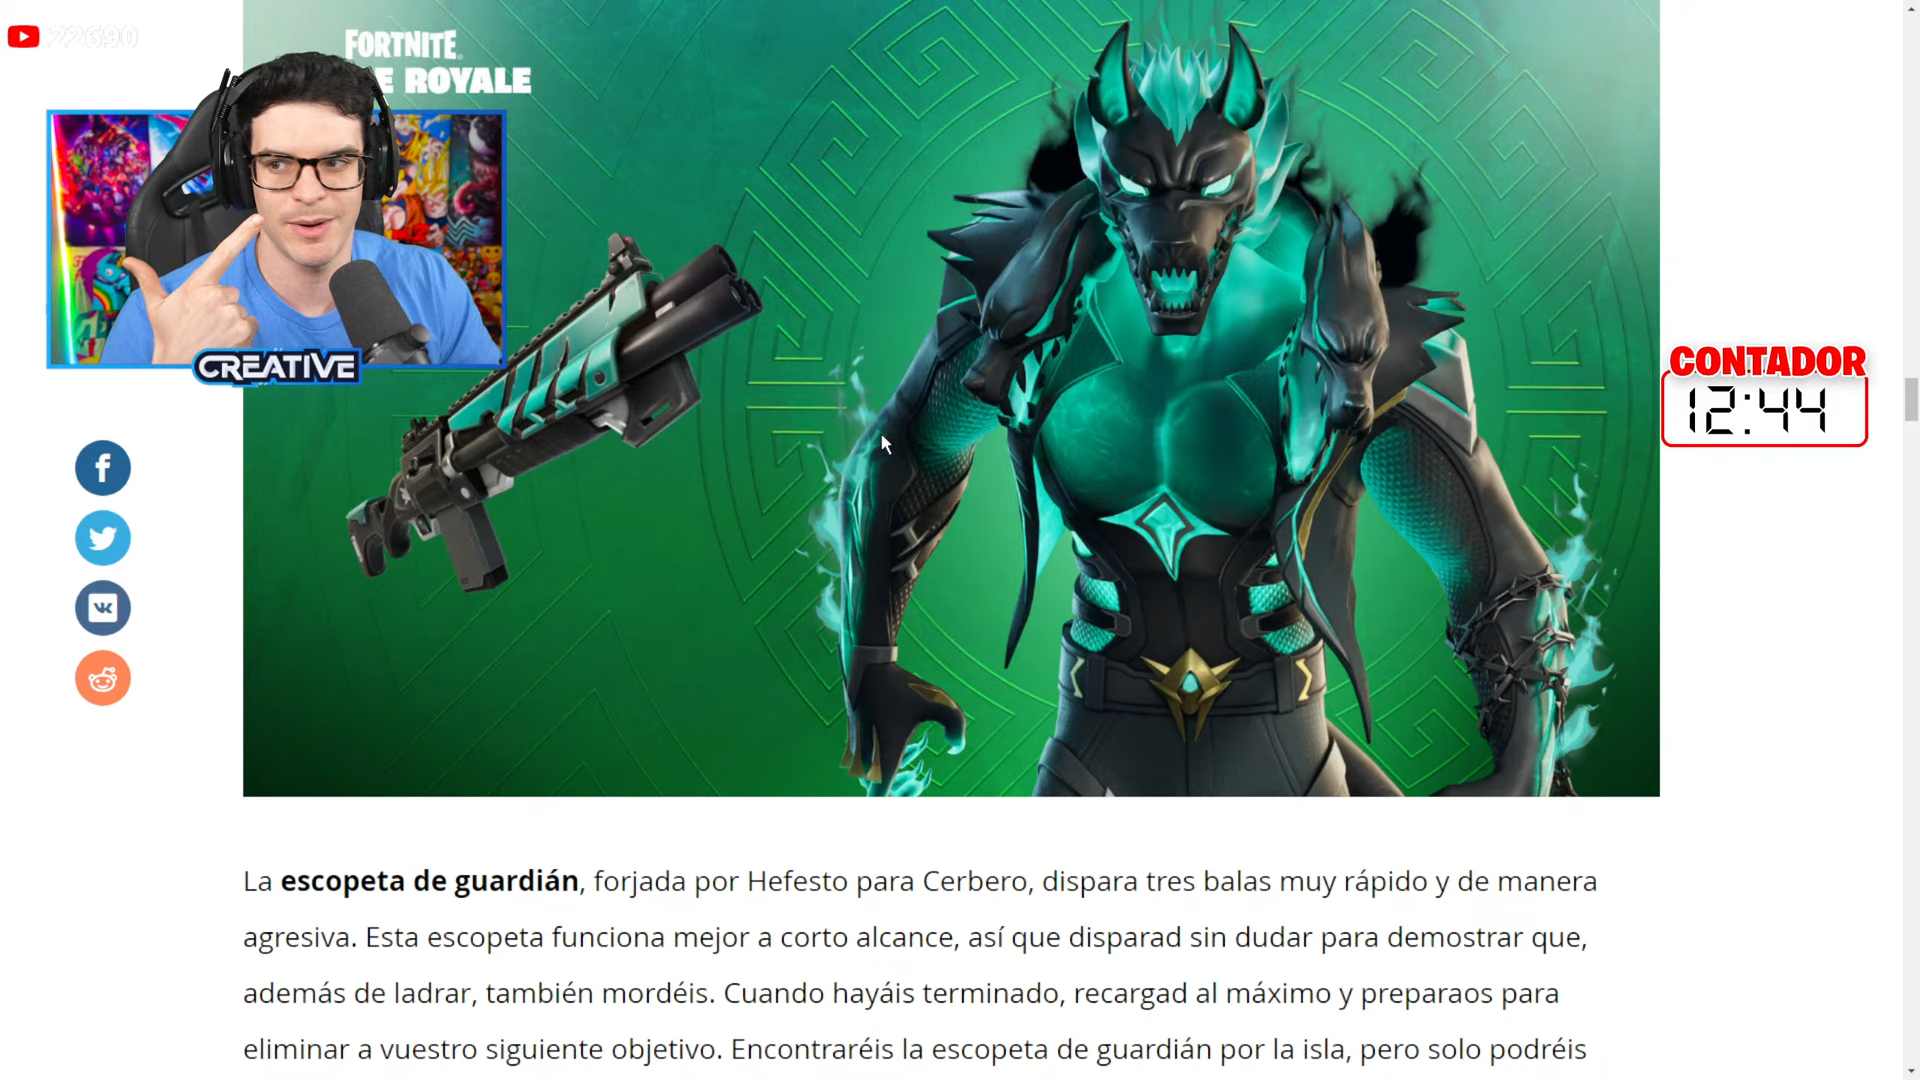 22690
FORTNITE
E ROYALE
CREATIVE
CONTADOR
12:44
La escopeta de guardián, forjada por Hefesto para Cerbero, dispara tres balas muy rápido y de manera
agresiva. Esta escopeta funciona mejor a corto alcance, así que disparad sin dudar para demostrar que,
además de ladrar, también mordéis. Cuando hayáis terminado, recargad al máximo y preparaos para
eliminar a vuestro siguiente objetivo. Encontraréis la escopeta de guardián por la isla, pero solo podréis